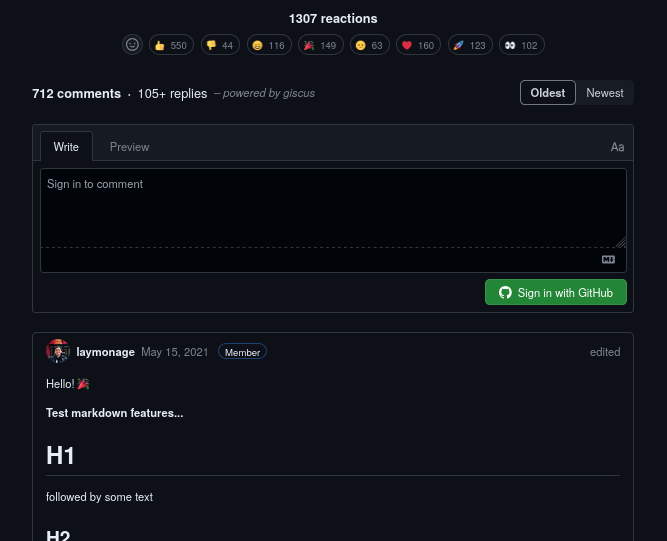 1307 reactions
👍 550 👎 44 😄 116 🎉 149 😕 63 ❤️ 160 🚀 123 👀 102
712 comments · 105+ replies – powered by giscus Oldest Newest
Write Preview Aa
Sign in to comment
Sign in with GitHub
laymonage May 15, 2021 Member edited
Hello! 🎉
Test markdown features...
H1
followed by some text
H2